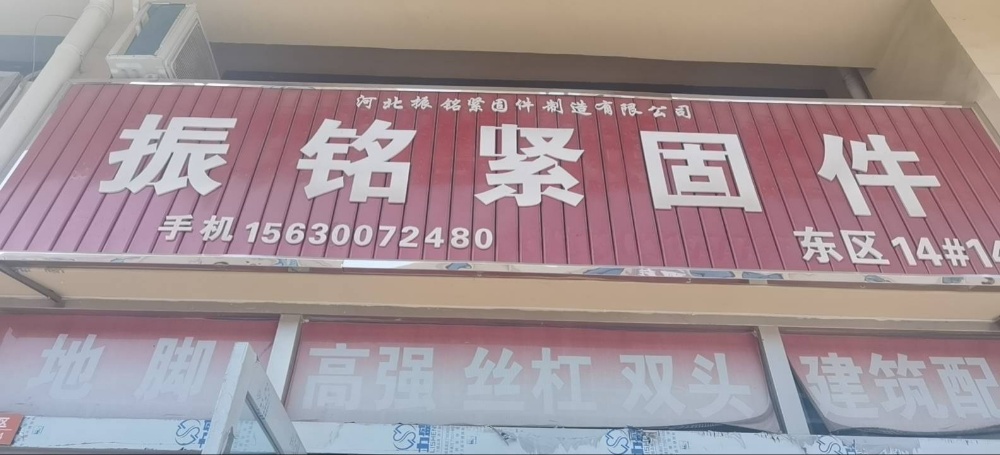 河北振铭紧固件制造有限公司
振铭紧固件
手机15630072480 东区14#14
地脚 高强 丝杠 双头 建筑配